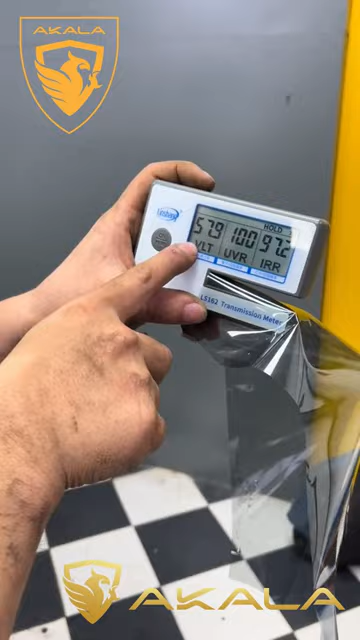 AKALA
HOLD
57.9 100 97.2
VLT UVR IRR
LS162 Transmission Meter
AKALA